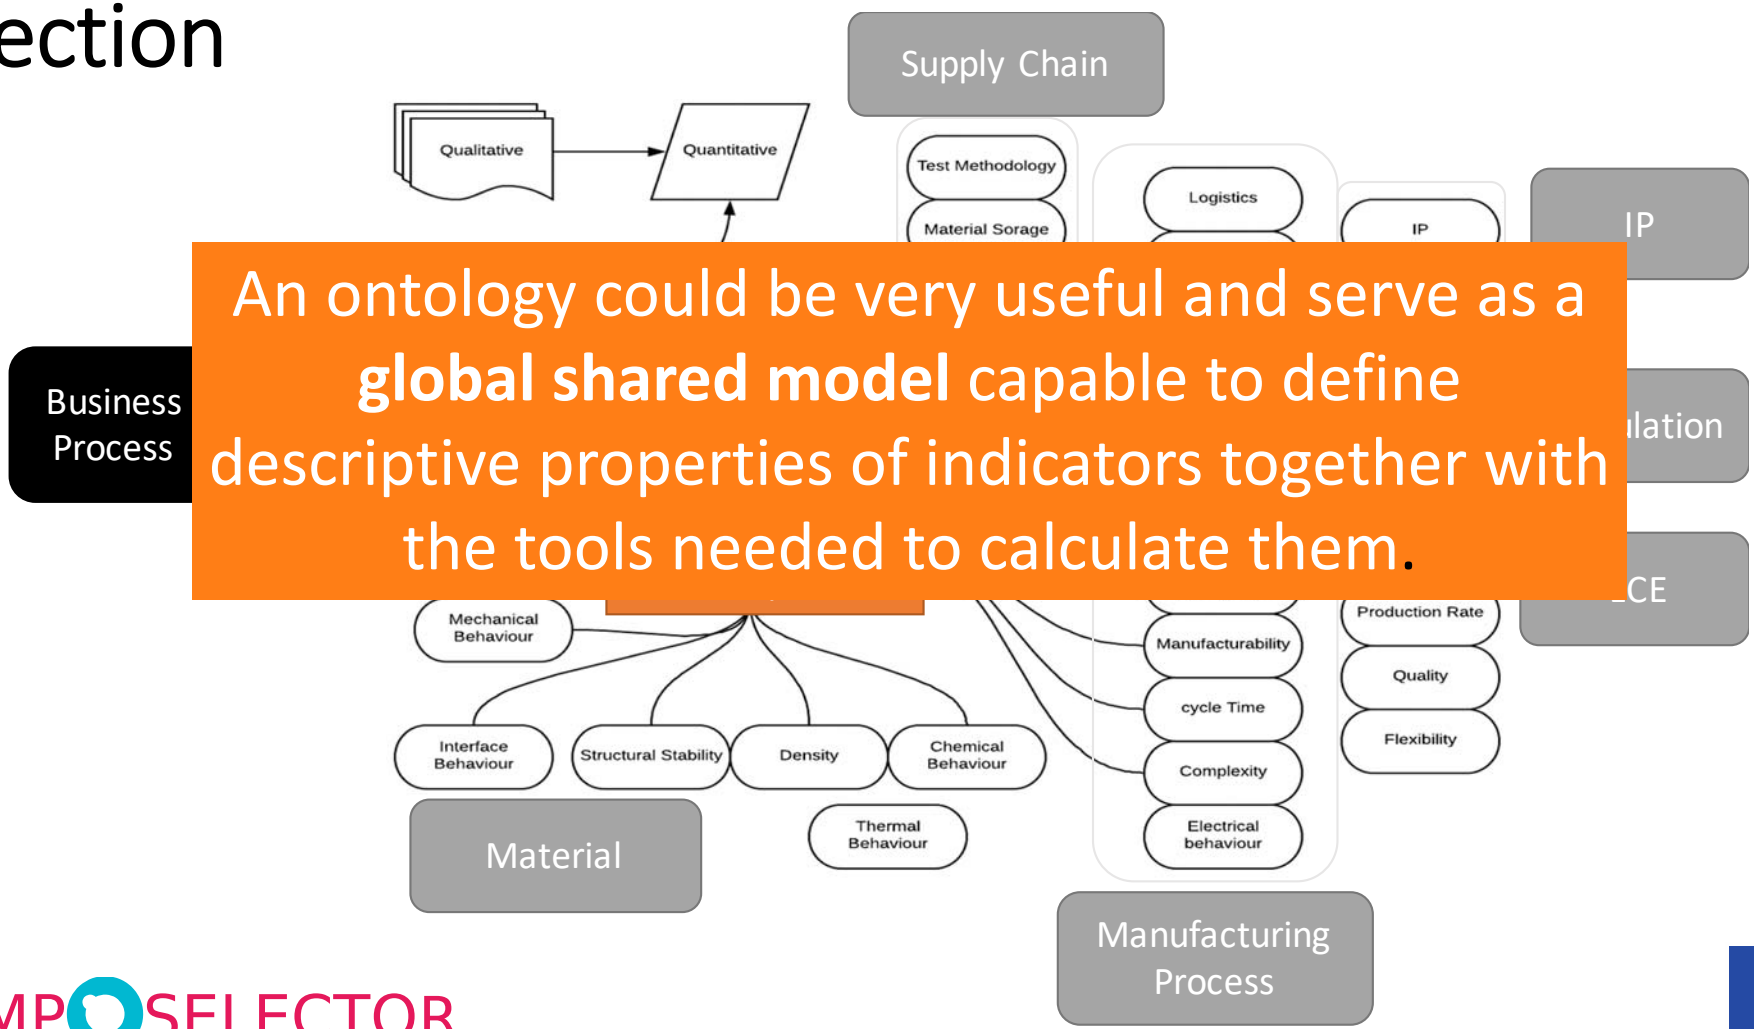 ection
Supply Chain
Qualitative
Quantitative
Test Methodology
Material Sorage
Logistics
IP
IP
An ontology could be very useful and serve as a
global shared model capable to define
descriptive properties of indicators together with
the tools needed to calculate them.
Business
Process
ulation
CE
Mechanical
Behaviour
Production Rate
Manufacturability
Quality
cycle Time
Flexibility
Interface
Behaviour
Structural Stability
Density
Chemical
Behaviour
Complexity
Thermal
Behaviour
Electrical
behaviour
Material
Manufacturing
Process
MPOSELECTOR